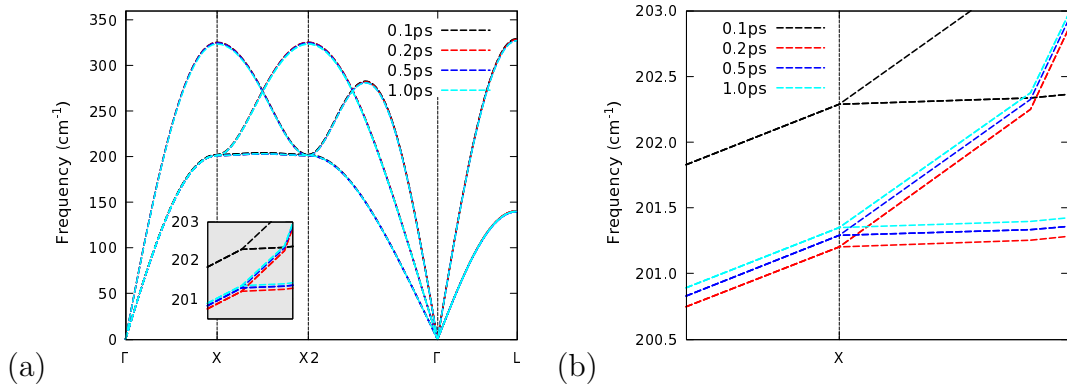 350
300
250
200
150
100
50
0
Frequency (cm⁻¹)
0.1ps
0.2ps
0.5ps
1.0ps
203
202
201
Γ X X2 Γ L
(a)
203.0
202.5
202.0
201.5
201.0
200.5
Frequency (cm⁻¹)
0.1ps
0.2ps
0.5ps
1.0ps
X
(b)